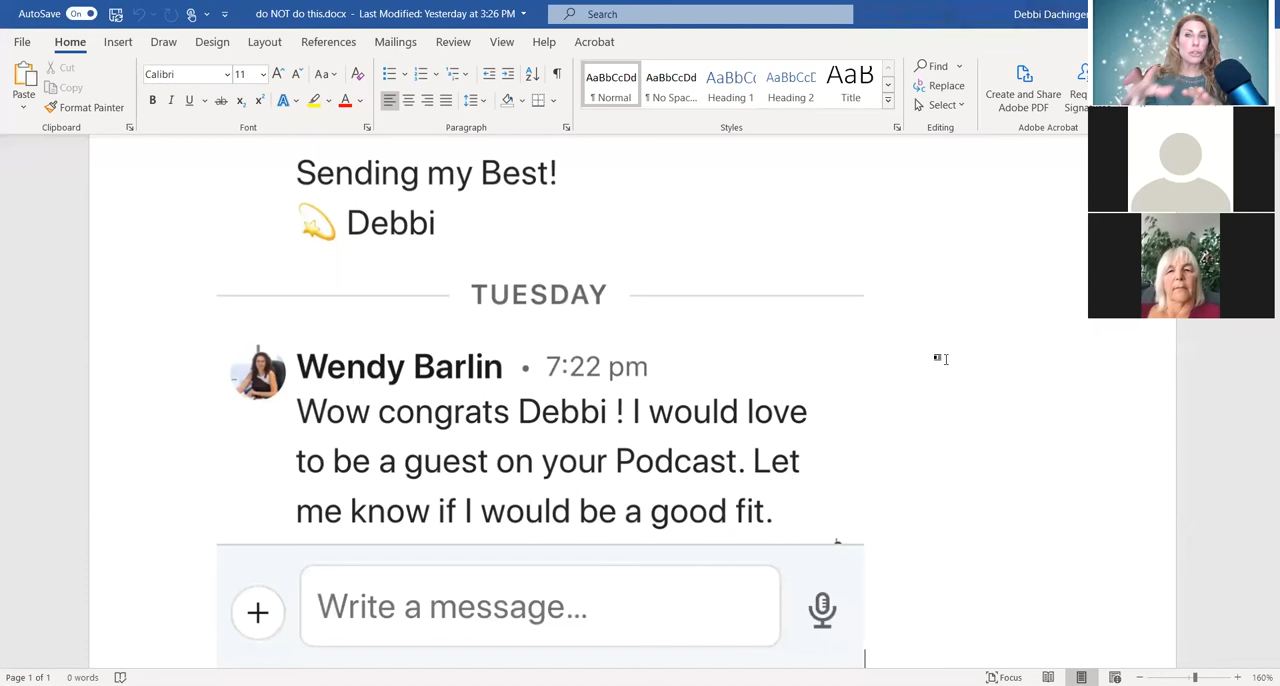 AutoSave On do NOT do this.docx - Last Modified: Yesterday at 3:26 PM Search Debbi Dachinger
File Home Insert Draw Design Layout References Mailings Review View Help Acrobat
Paste Cut Copy Format Painter
Calibri 11
AaBbCcDd AaBbCcDd AaBbCc AaBbCcD AaB
¶ Normal ¶ No Spac... Heading 1 Heading 2 Title
Find Replace Select
Create and Share Adobe PDF
Clipboard Font Paragraph Styles Editing Adobe Acrobat
Sending my Best!
💫 Debbi
TUESDAY
Wendy Barlin • 7:22 pm
Wow congrats Debbi ! I would love
to be a guest on your Podcast. Let
me know if I would be a good fit.
Write a message...
Page 1 of 1 0 words Focus 160%